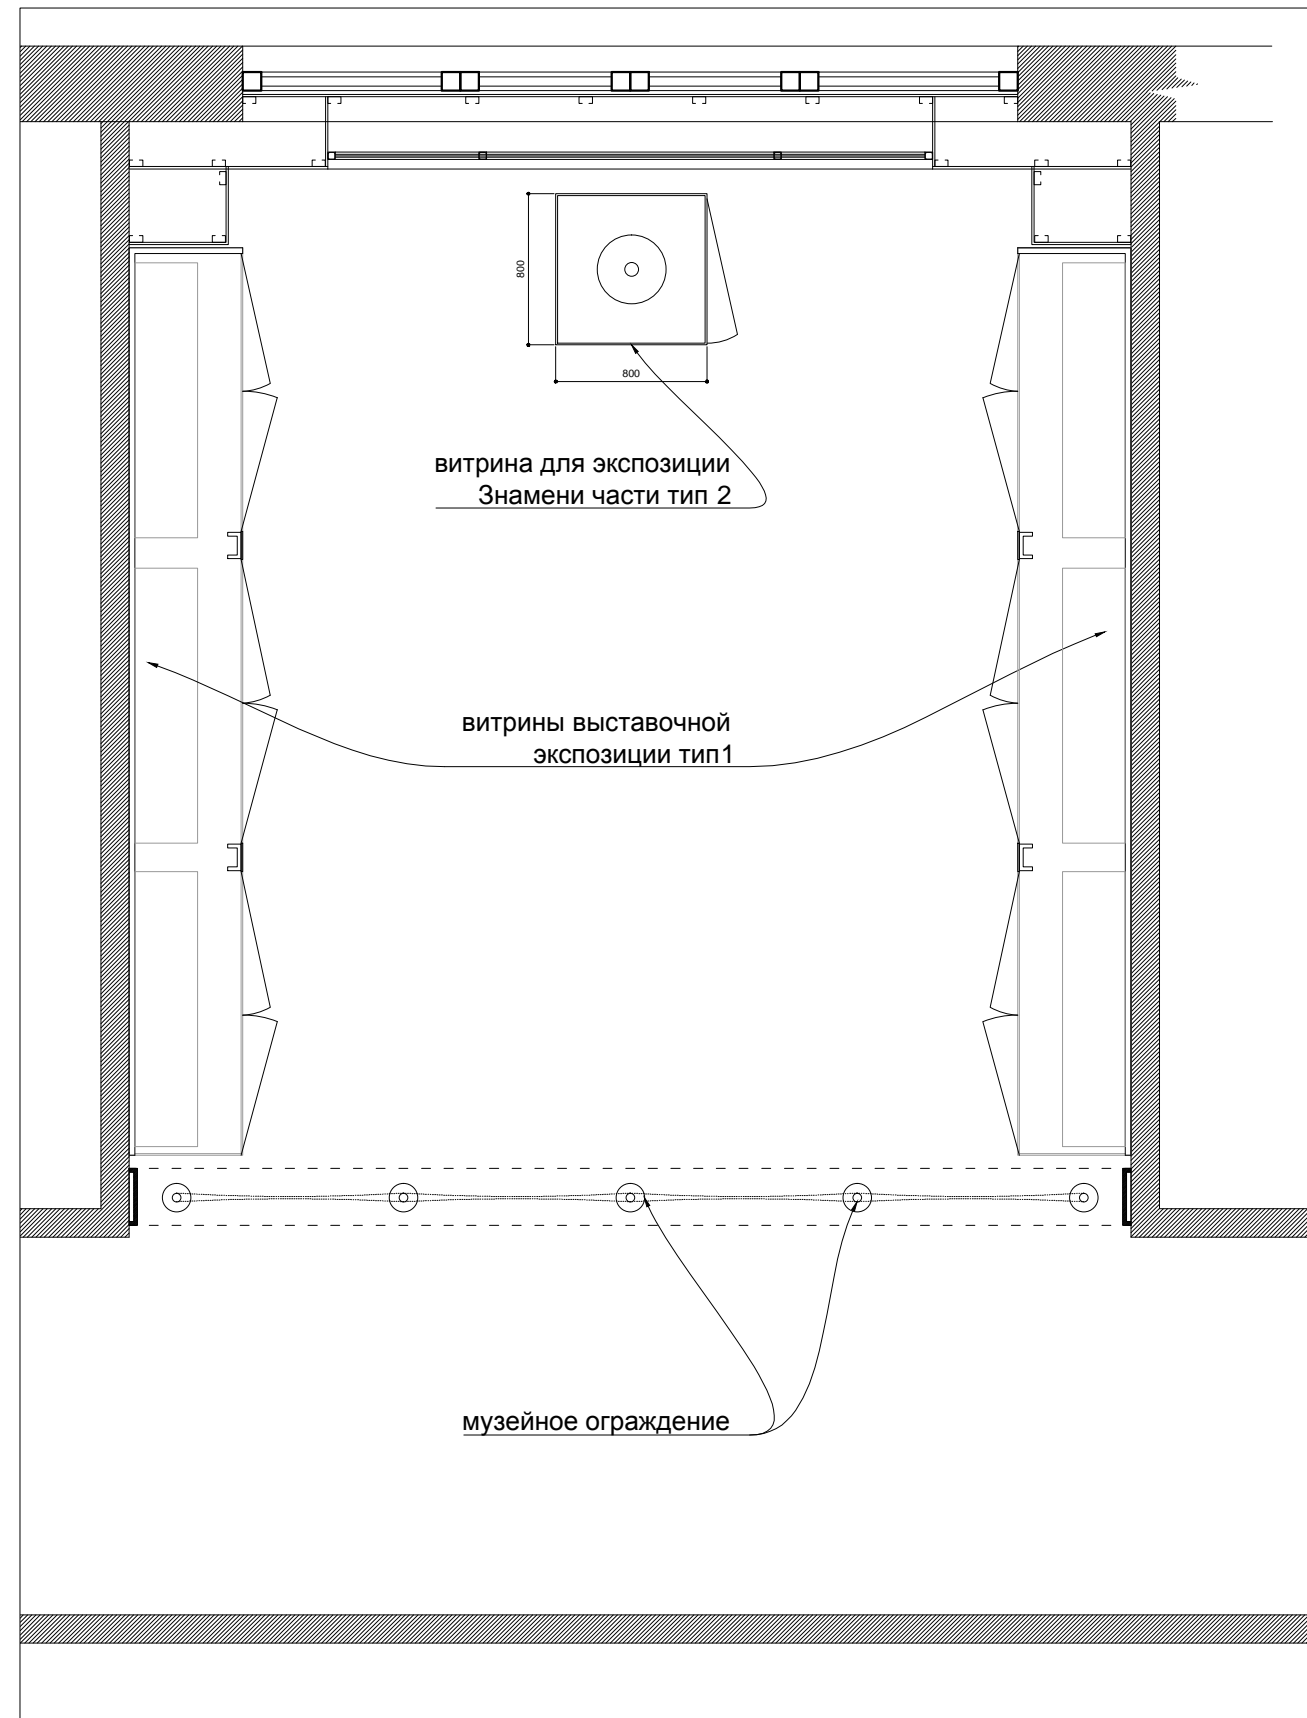 800
800
витрина для экспозиции
Знамени части тип 2
витрины выставочной
экспозиции тип1
музейное ограждение